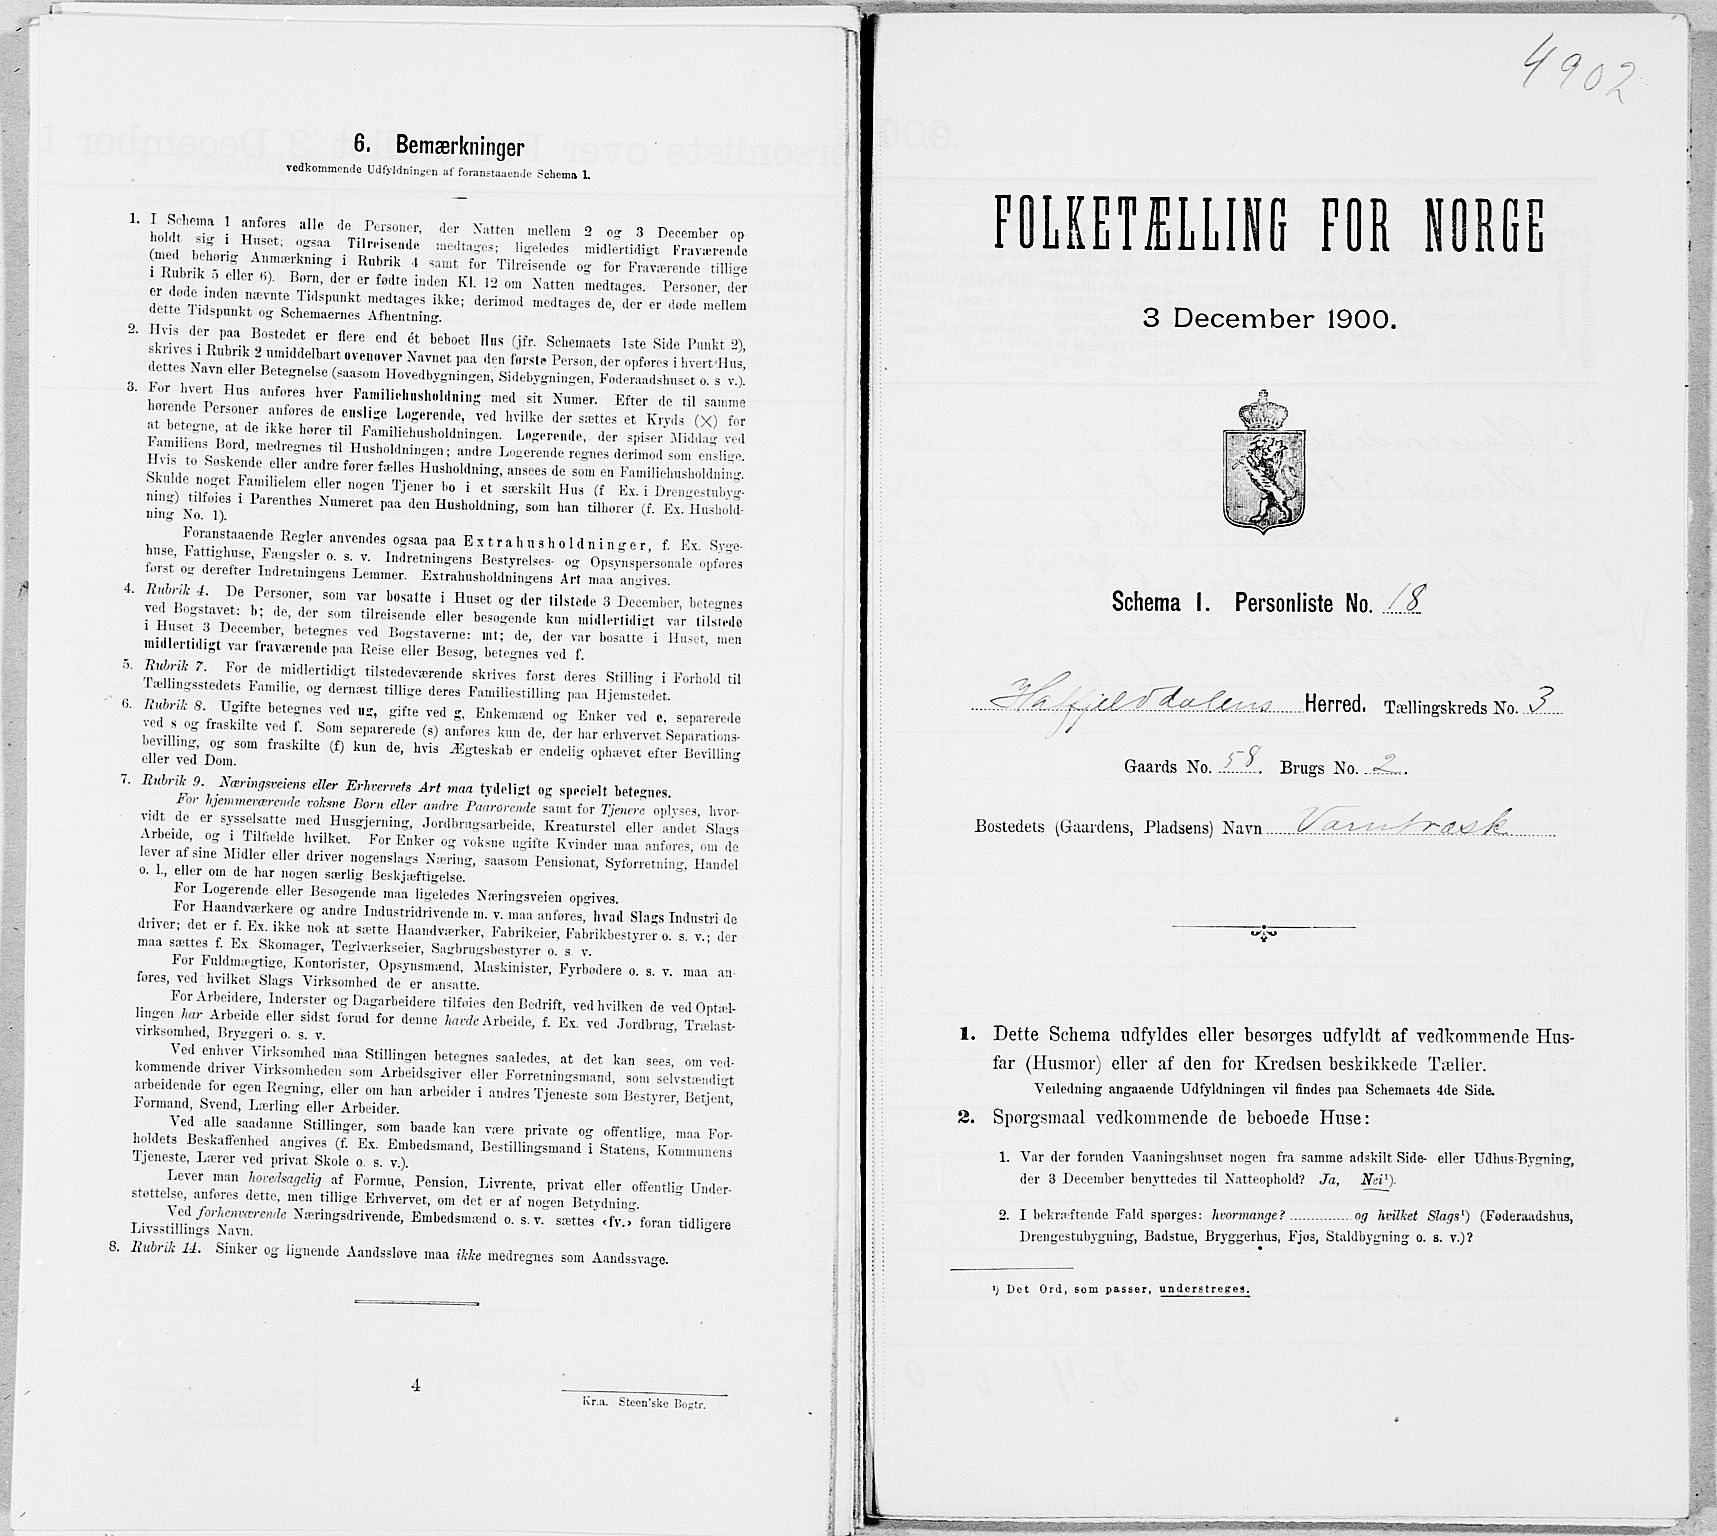 6. Bemærkninger
vedkommende Udfyldningen af foranstaaende Schema 1.
1. I Schema 1 anføres alle de Personer, der Natten mellem 2 og 3 December op-
holdt sig i Huset; ogsaa Tilreisende medtages; ligeledes midlertidigt Fraværende
(med behørig Anmærkning i Rubrik 4 samt for Tilreisende og for Fraværende tillige
i Rubrik 5 eller 6). Børn, der er fødte inden Kl. 12 om Natten medtages. Personer, der
er døde inden nævnte Tidspunkt medtages ikke; derimod medtages de, der er døde mellem
dette Tidspunkt og Schemaernes Afhentning.
2. Hvis der paa Bostedet er flere end ét beboet Hus (jfr. Schemaets 1ste Side Punkt 2),
skrives i Rubrik 2 umiddelbart ovenover Navnet paa den første Person, der opføres i hvert Hus,
dettes Navn eller Betegnelse (saasom Hovedbygningen, Sidebygningen, Føderaadshuset o. s. v.).
3. For hvert Hus anføres hver Familiehusholdning med sit Numer. Efter de til samme
hørende Personer anføres de enslige Logerende, ved hvilke der sættes et Kryds (×) for
at betegne, at de ikke hører til Familiehusholdningen. Logerende, der spiser Middag ved
Familiens Bord, medregnes til Husholdningen; andre Logerende regnes derimod som enslige.
Hvis to Søskende eller andre fører fælles Husholdning, ansees de som en Familiehusholdning.
Skulde noget Familielem eller nogen Tjener bo i et særskilt Hus (f. Ex. i Drengestubyg-
ning) tilføies i Parenthes Numeret paa den Husholdning, som han tilhører (f. Ex. Hushold-
ning No. 1).
Foranstaaende Regler anvendes ogsaa paa Extrahusholdninger, f. Ex. Syge-
huse, Fattighuse, Fængsler o. s. v. Indretningens Bestyrelses- og Opsynspersonale opføres
først og derefter Indretningens Lemmer. Extrahusholdningens Art maa angives.
4. Rubrik 4. De Personer, som var bosatte i Huset og der tilstede 3 December, betegnes
ved Bogstavet: b; de, der som tilreisende eller besøgende kun midlertidigt var tilstede
i Huset 3 December, betegnes ved Bogstaverne: mt; de, der var bosatte i Huset, men
midlertidigt var fraværende paa Reise eller Besøg, betegnes ved f.
5. Rubrik 7. For de midlertidigt tilstedeværende skrives først deres Stilling i Forhold til
Tællingsstedets Familie, og dernæst tillige deres Familiestilling paa Hjemstedet.
6. Rubrik 8. Ugifte betegnes ved ug, gifte ved g, Enkemænd og Enker ved e, separerede
ved s og fraskilte ved f. Som separerede (s) anføres kun de, der har erhvervet Separations-
bevilling, og som fraskilte (f) kun de, hvis Ægteskab er endelig ophævet efter Bevilling
eller ved Dom.
7. Rubrik 9. Næringsveiens eller Erhvervets Art maa tydeligt og specielt betegnes.
For hjemmeværende voksne Børn eller andre Paarørende samt for Tjenere oplyses, hvor-
vidt de er sysselsatte med Husgjerning, Jordbrugsarbeide, Kreaturstel eller andet Slags
Arbeide, og i Tilfælde hvilket. For Enker og voksne ugifte Kvinder maa anføres, om de
lever af sine Midler eller driver nogenslags Næring, saasom Pensionat, Syforretning, Handel
o. l., eller om de har nogen særlig Beskjæftigelse.
For Logerende eller Besøgende maa ligeledes Næringsveien opgives.
For Haandværkere og andre Industridrivende m. v. maa anføres, hvad Slags Industri de
driver; det er f. Ex. ikke nok at sætte Haandværker, Fabrikeier, Fabrikbestyrer o. s. v.; der
maa sættes f. Ex. Skomager, Teglværkseier, Sagbrugsbestyrer o. s. v.
For Fuldmægtige, Kontorister, Opsynsmænd, Maskinister, Fyrbødere o. s. v. maa an-
føres, ved hvilket Slags Virksomhed de er ansatte.
For Arbeidere, Inderster og Dagarbeidere tilføies den Bedrift, ved hvilken de ved Optæl-
lingen har Arbeide eller sidst forud for denne havde Arbeide, f. Ex. ved Jordbrug, Trælast-
virksomhed, Bryggeri o. s. v.
Ved enhver Virksomhed maa Stillingen betegnes saaledes, at det kan sees, om ved-
kommende driver Virksomheden som Arbeidsgiver eller Forretningsmand, som selvstændigt
arbeidende for egen Regning, eller om han arbeider i andres Tjeneste som Bestyrer, Betjent,
Formand, Svend, Lærling eller Arbeider.
Ved alle saadanne Stillinger, som baade kan være private og offentlige, maa For-
holdets Beskaffenhed angives (f. Ex. Embedsmand, Bestillingsmand i Statens, Kommunens
Tjeneste, Lærer ved privat Skole o. s. v.).
Lever man hovedsagelig af Formue, Pension, Livrente, privat eller offentlig Under-
støttelse, anføres dette, men tillige Erhvervet, om det er af nogen Betydning.
Ved forhenværende Næringsdrivende, Embedsmænd o. s. v. sættes «fv.» foran tidligere
Livsstillings Navn.
8. Rubrik 14. Sinker og lignende Aandssløve maa ikke medregnes som Aandssvage.
4
Kr.a. Steen'ske Bogtr.
4902
FOLKETÆLLING FOR NORGE
3 December 1900.
Schema 1. Personliste No. 18
Hatfjelddalens Herred. Tællingskreds No. 3
Gaards No. 58. Brugs No. 2.
Bostedets (Gaardens, Pladsens) Navn Varntræsk
1. Dette Schema udfyldes eller besørges udfyldt af vedkommende Hus-
far (Husmor) eller af den for Kredsen beskikkede Tæller.
Veiledning angaaende Udfyldningen vil findes paa Schemaets 4de Side.
2. Spørgsmaal vedkommende de beboede Huse:
1. Var der foruden Vaaningshuset nogen fra samme adskilt Side- eller Udhus-Bygning,
der 3 December benyttedes til Natteophold? Ja, Nei¹).
2. I bekræftende Fald spørges: hvormange? og hvilket Slags¹) (Føderaadshus,
Drengestubygning, Badstue, Bryggerhus, Fjøs, Staldbygning o. s. v.)?
¹) Det Ord, som passer, understreges.